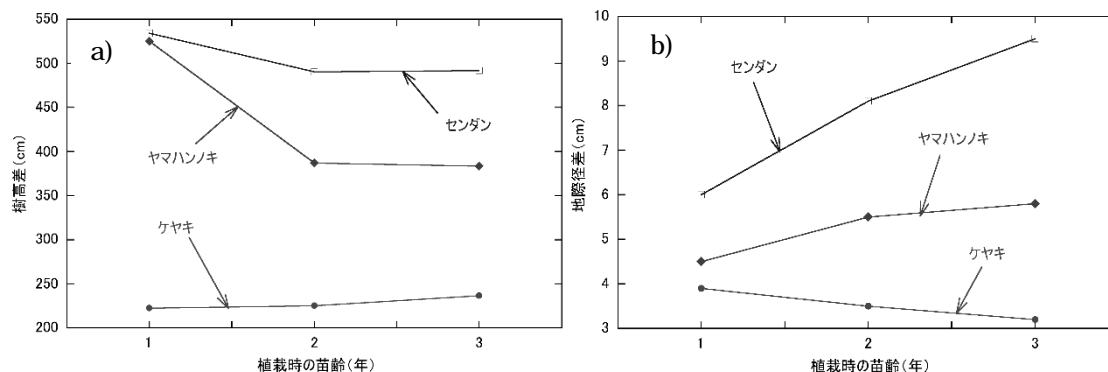 a)
550
500
450
400
350
300
250
200
樹高差(cm)
センダン
ヤマハンノキ
ケヤキ
1
2
3
植栽時の苗齢(年)
b)
10
9
8
7
6
5
4
3
地際径差(cm)
センダン
ヤマハンノキ
ケヤキ
1
2
3
植栽時の苗齢(年)